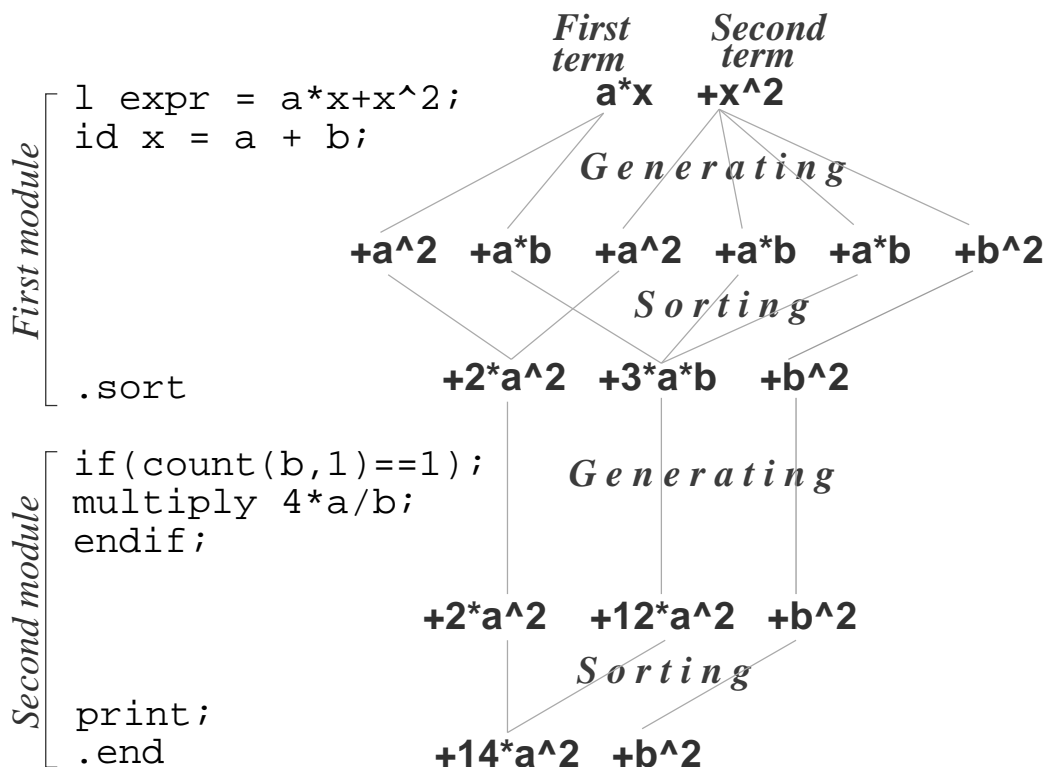 First term
Second term
l expr = a*x+x^2;
a*x +x^2
id x = a + b;
Generating
First module
+a^2 +a*b +a^2 +a*b +a*b +b^2
Sorting
.sort
+2*a^2 +3*a*b +b^2
if(count(b,1)==1);
multiply 4*a/b;
endif;
Generating
Second module
+2*a^2 +12*a^2 +b^2
Sorting
print;
.end
+14*a^2 +b^2